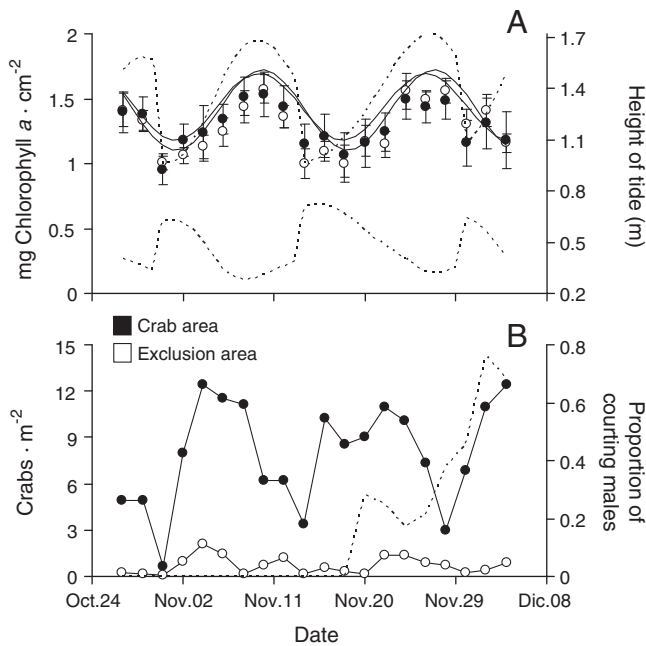 A
2
1.5
1
0.5
0
mg Chlorophyll a · cm⁻²
1.7
1.4
1.1
0.8
0.5
0.2
Height of tide (m)
Crab area
Exclusion area
B
15
12
9
6
3
0
Crabs · m⁻²
0.8
0.6
0.4
0.2
0
Proportion of
courting males
Oct.24 Nov.02 Nov.11 Nov.20 Nov.29 Dic.08
Date